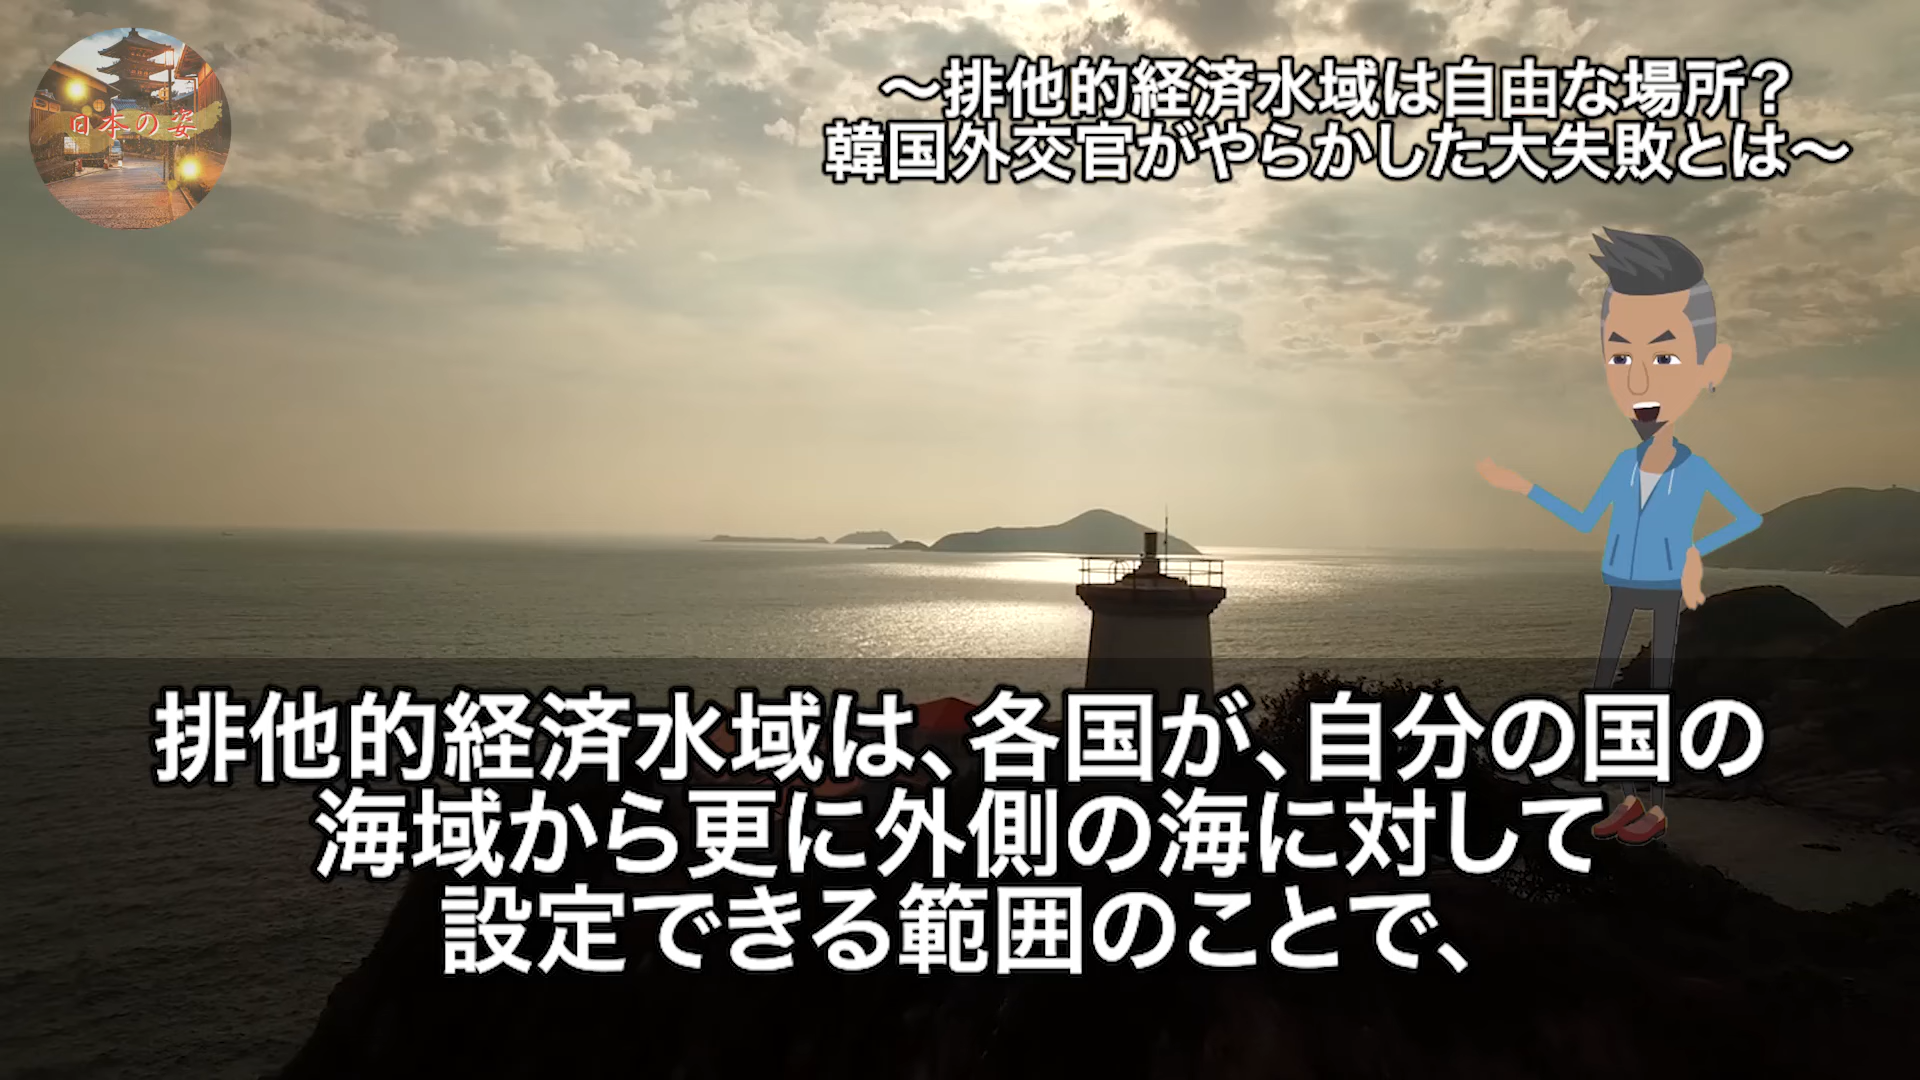 日本の姿
～排他的経済水域は自由な場所?
韓国外交官がやらかした大失敗とは～
排他的経済水域は､各国が､自分の国の
海域から更に外側の海に対して
設定できる範囲のことで､